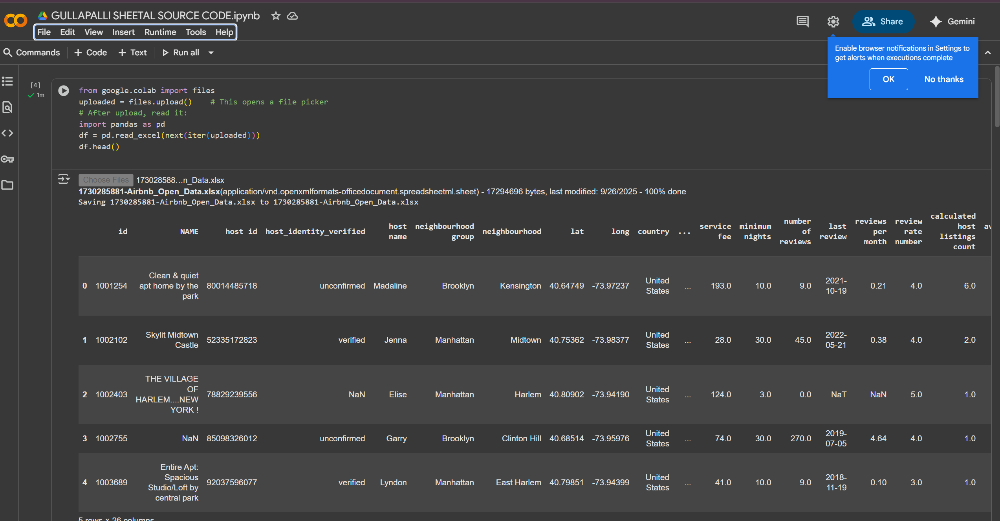 GULLAPALLI SHEETAL SOURCE CODE.ipynb
File Edit View Insert Runtime Tools Help
Share
Gemini
Commands + Code + Text Run all
Enable browser notifications in Settings to
get alerts when executions complete
OK No thanks
[4]
1m
from google.colab import files
uploaded = files.upload()    # This opens a file picker
# After upload, read it:
import pandas as pd
df = pd.read_excel(next(iter(uploaded)))
df.head()
Choose Files 173028588...n_Data.xlsx
1730285881-Airbnb_Open_Data.xlsx(application/vnd.openxmlformats-officedocument.spreadsheetml.sheet) - 17294696 bytes, last modified: 9/26/2025 - 100% done
Saving 1730285881-Airbnb_Open_Data.xlsx to 1730285881-Airbnb_Open_Data.xlsx
id NAME host id host_identity_verified host name neighbourhood group neighbourhood lat long country ... service fee minimum nights number of reviews last review reviews per month review rate number calculated host listings count av
0 1001254 Clean & quiet apt home by the park 80014485718 unconfirmed Madaline Brooklyn Kensington 40.64749 -73.97237 United States ... 193.0 10.0 9.0 2021-10-19 0.21 4.0 6.0
1 1002102 Skylit Midtown Castle 52335172823 verified Jenna Manhattan Midtown 40.75362 -73.98377 United States ... 28.0 30.0 45.0 2022-05-21 0.38 4.0 2.0
2 1002403 THE VILLAGE OF HARLEM....NEW YORK ! 78829239556 NaN Elise Manhattan Harlem 40.80902 -73.94190 United States ... 124.0 3.0 0.0 NaT NaN 5.0 1.0
3 1002755 NaN 85098326012 unconfirmed Garry Brooklyn Clinton Hill 40.68514 -73.95976 United States ... 74.0 30.0 270.0 2019-07-05 4.64 4.0 1.0
4 1003689 Entire Apt: Spacious Studio/Loft by central park 92037596077 verified Lyndon Manhattan East Harlem 40.79851 -73.94399 United States ... 41.0 10.0 9.0 2018-11-19 0.10 3.0 1.0
5 rows × 26 columns